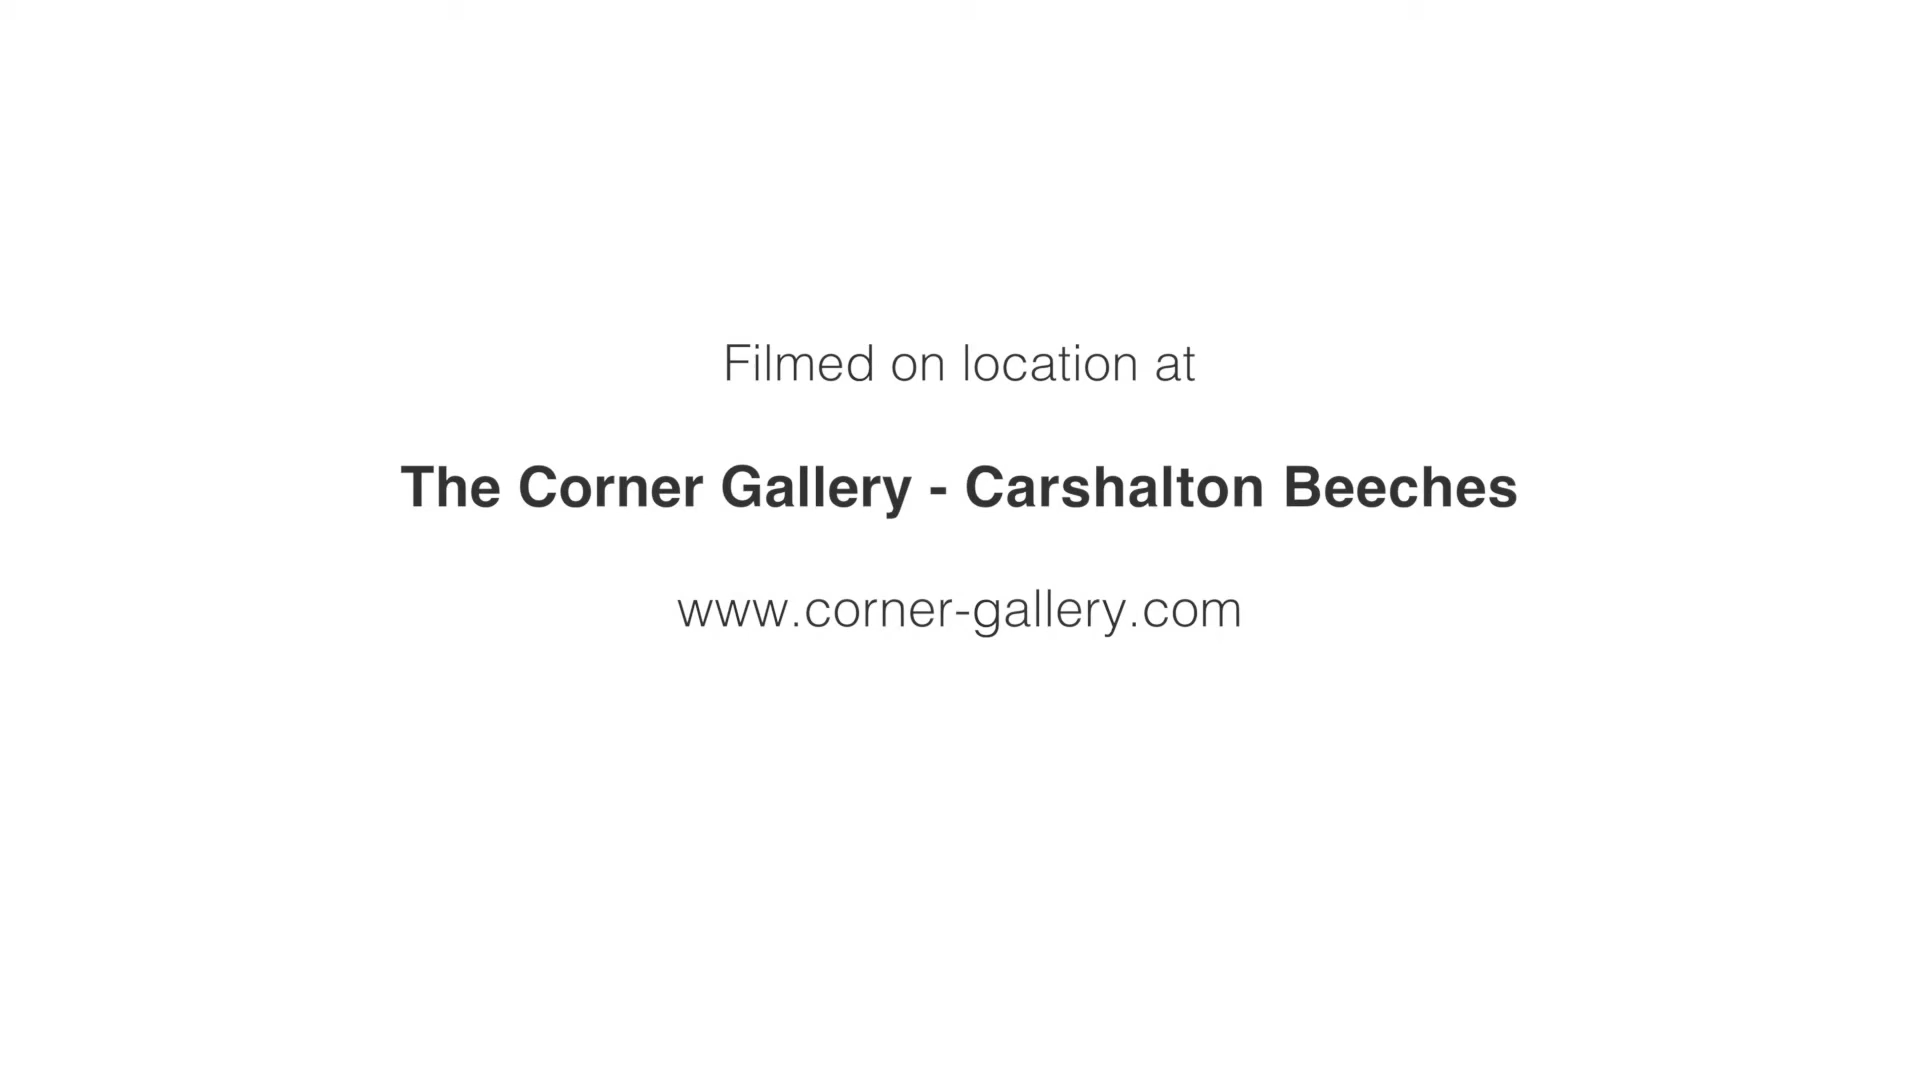 Filmed on location at
The Corner Gallery - Carshalton Beeches
www.corner-gallery.com